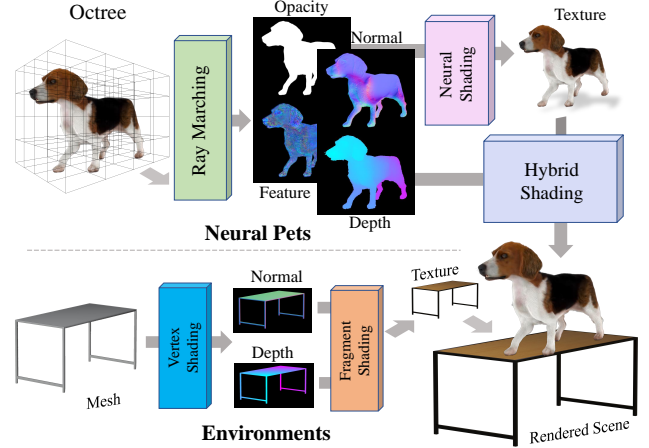 Octree
Opacity
Normal
Texture
Ray Marching
Neural
Shading
Feature
Depth
Hybrid
Shading
Neural Pets
Normal
Texture
Vertex
Shading
Depth
Fragment
Shading
Mesh
Environments
Rendered Scene